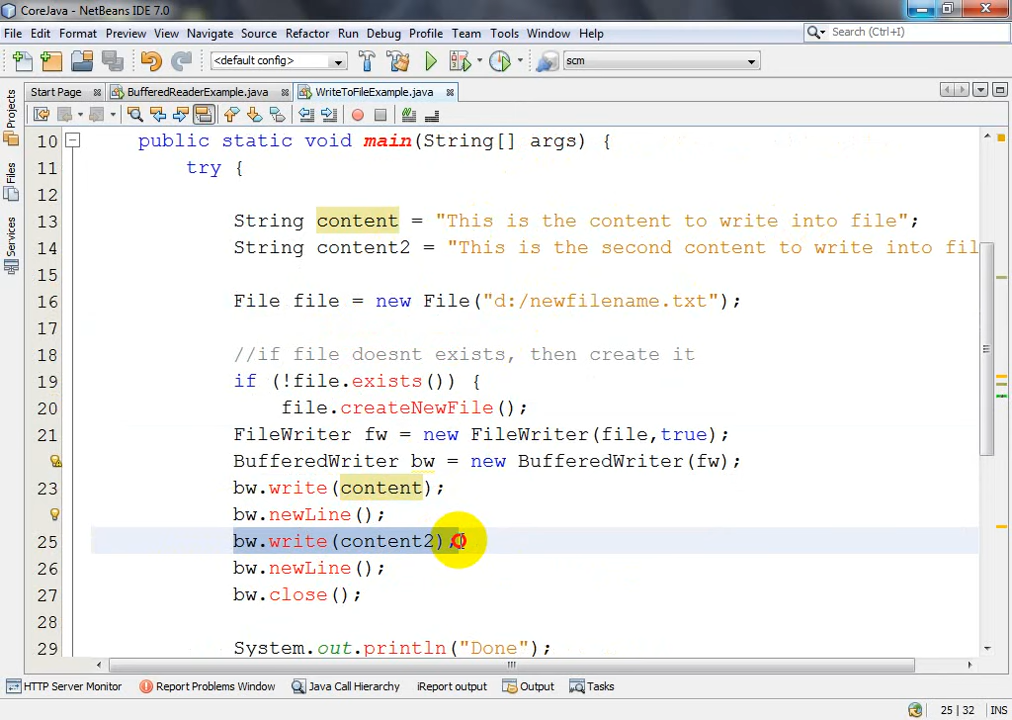 CoreJava - NetBeans IDE 7.0
File Edit Format Preview View Navigate Source Refactor Run Debug Profile Team Tools Window Help Search (Ctrl+I)
<default config> scm
Start Page BufferedReaderExample.java WriteToFileExample.java
Projects
Files
Services
10 public static void main(String[] args) {
11 try {
12
13 String content = "This is the content to write into file";
14 String content2 = "This is the second content to write into fil
15
16 File file = new File("d:/newfilename.txt");
17
18 //if file doesnt exists, then create it
19 if (!file.exists()) {
20 file.createNewFile();
21 FileWriter fw = new FileWriter(file,true);
BufferedWriter bw = new BufferedWriter(fw);
23 bw.write(content);
bw.newLine();
25 bw.write(content2);
26 bw.newLine();
27 bw.close();
28
29 System.out.println("Done");
HTTP Server Monitor Report Problems Window Java Call Hierarchy iReport output Output Tasks
25 | 32 INS